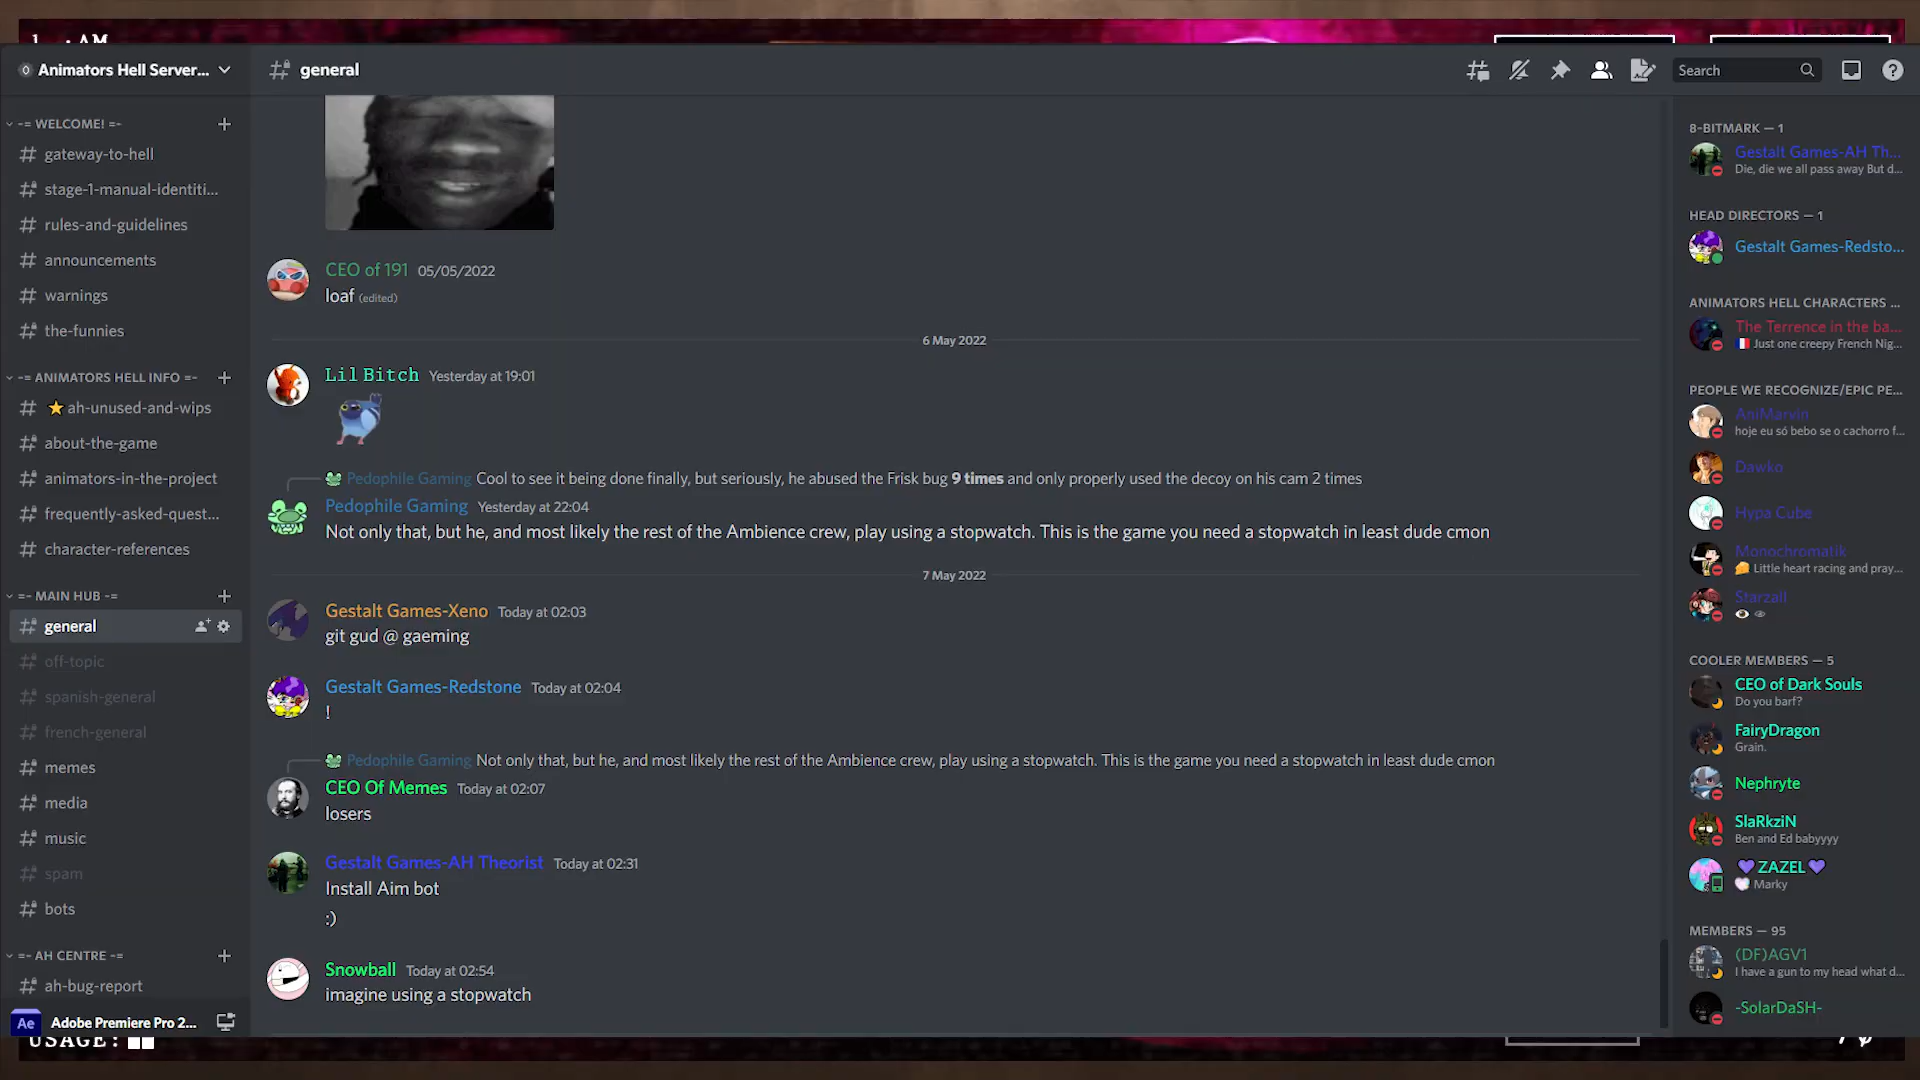 Animators Hell Server...
general
Search
-= WELCOME! =-
gateway-to-hell
stage-1-manual-identiti...
rules-and-guidelines
announcements
warnings
the-funnies
-= ANIMATORS HELL INFO =-
ah-unused-and-wips
about-the-game
animators-in-the-project
frequently-asked-quest...
character-references
=- MAIN HUB -=
general
off-topic
spanish-general
french-general
memes
media
music
spam
bots
=- AH CENTRE -=
ah-bug-report
Ae Adobe Premiere Pro 2...
USAGE:
CEO of 191 05/05/2022
loaf (edited)
6 May 2022
Lil Bitch Yesterday at 19:01
Pedophile Gaming Cool to see it being done finally, but seriously, he abused the Frisk bug 9 times and only properly used the decoy on his cam 2 times
Pedophile Gaming Yesterday at 22:04
Not only that, but he, and most likely the rest of the Ambience crew, play using a stopwatch. This is the game you need a stopwatch in least dude cmon
7 May 2022
Gestalt Games-Xeno Today at 02:03
git gud @ gaeming
Gestalt Games-Redstone Today at 02:04
!
Pedophile Gaming Not only that, but he, and most likely the rest of the Ambience crew, play using a stopwatch. This is the game you need a stopwatch in least dude cmon
CEO Of Memes Today at 02:07
losers
Gestalt Games-AH Theorist Today at 02:31
Install Aim bot
:)
Snowball Today at 02:54
imagine using a stopwatch
8-BITMARK — 1
Gestalt Games-AH Th...
Die, die we all pass away But d...
HEAD DIRECTORS — 1
Gestalt Games-Redsto...
ANIMATORS HELL CHARACTERS ...
The Terrence in the ba...
Just one creepy French Nig...
PEOPLE WE RECOGNIZE/EPIC PE...
AniMarvin
hoje eu só bebo se o cachorro f...
Dawko
Hypa Cube
Monochromatik
Little heart racing and pray...
Starzall
COOLER MEMBERS — 5
CEO of Dark Souls
Do you barf?
FairyDragon
Grain.
Nephryte
SlaRkziN
Ben and Ed babyyyy
ZAZEL
Marky
MEMBERS — 95
(DF)AGV1
I have a gun to my head what d...
-SolarDaSH-